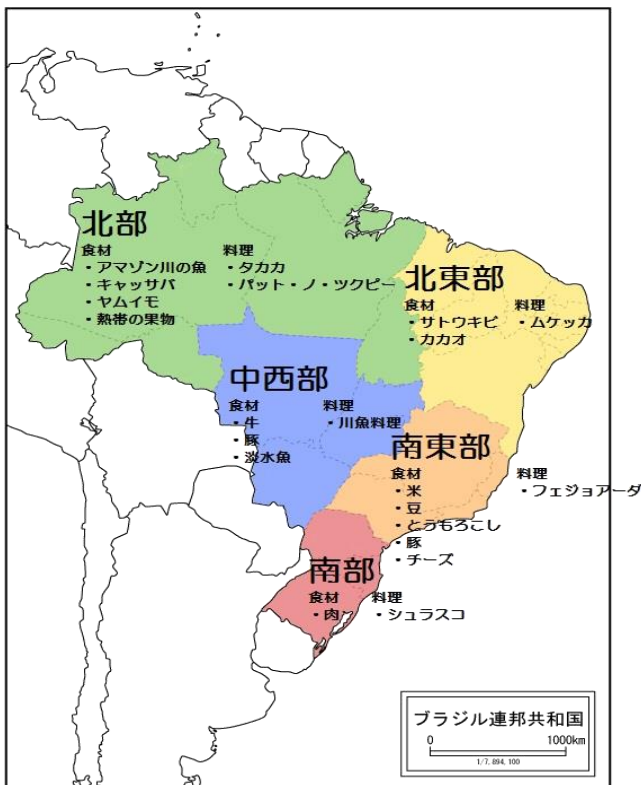 北部
食材
・アマゾン川の魚
・キャッサバ
・ヤムイモ
・熱帯の果物
料理
・タカカ
・パット・ノ・ツクピー
北東部
食材
・サトウキビ
・カカオ
料理
・ムケッカ
中西部
食材
・牛
・豚
・淡水魚
料理
・川魚料理
南東部
食材
・米
・豆
・とうもろこし
・豚
・チーズ
料理
・フェジョアーダ
南部
食材
・肉
料理
・シュラスコ
ブラジル連邦共和国
0 1000km
1/7,894,100